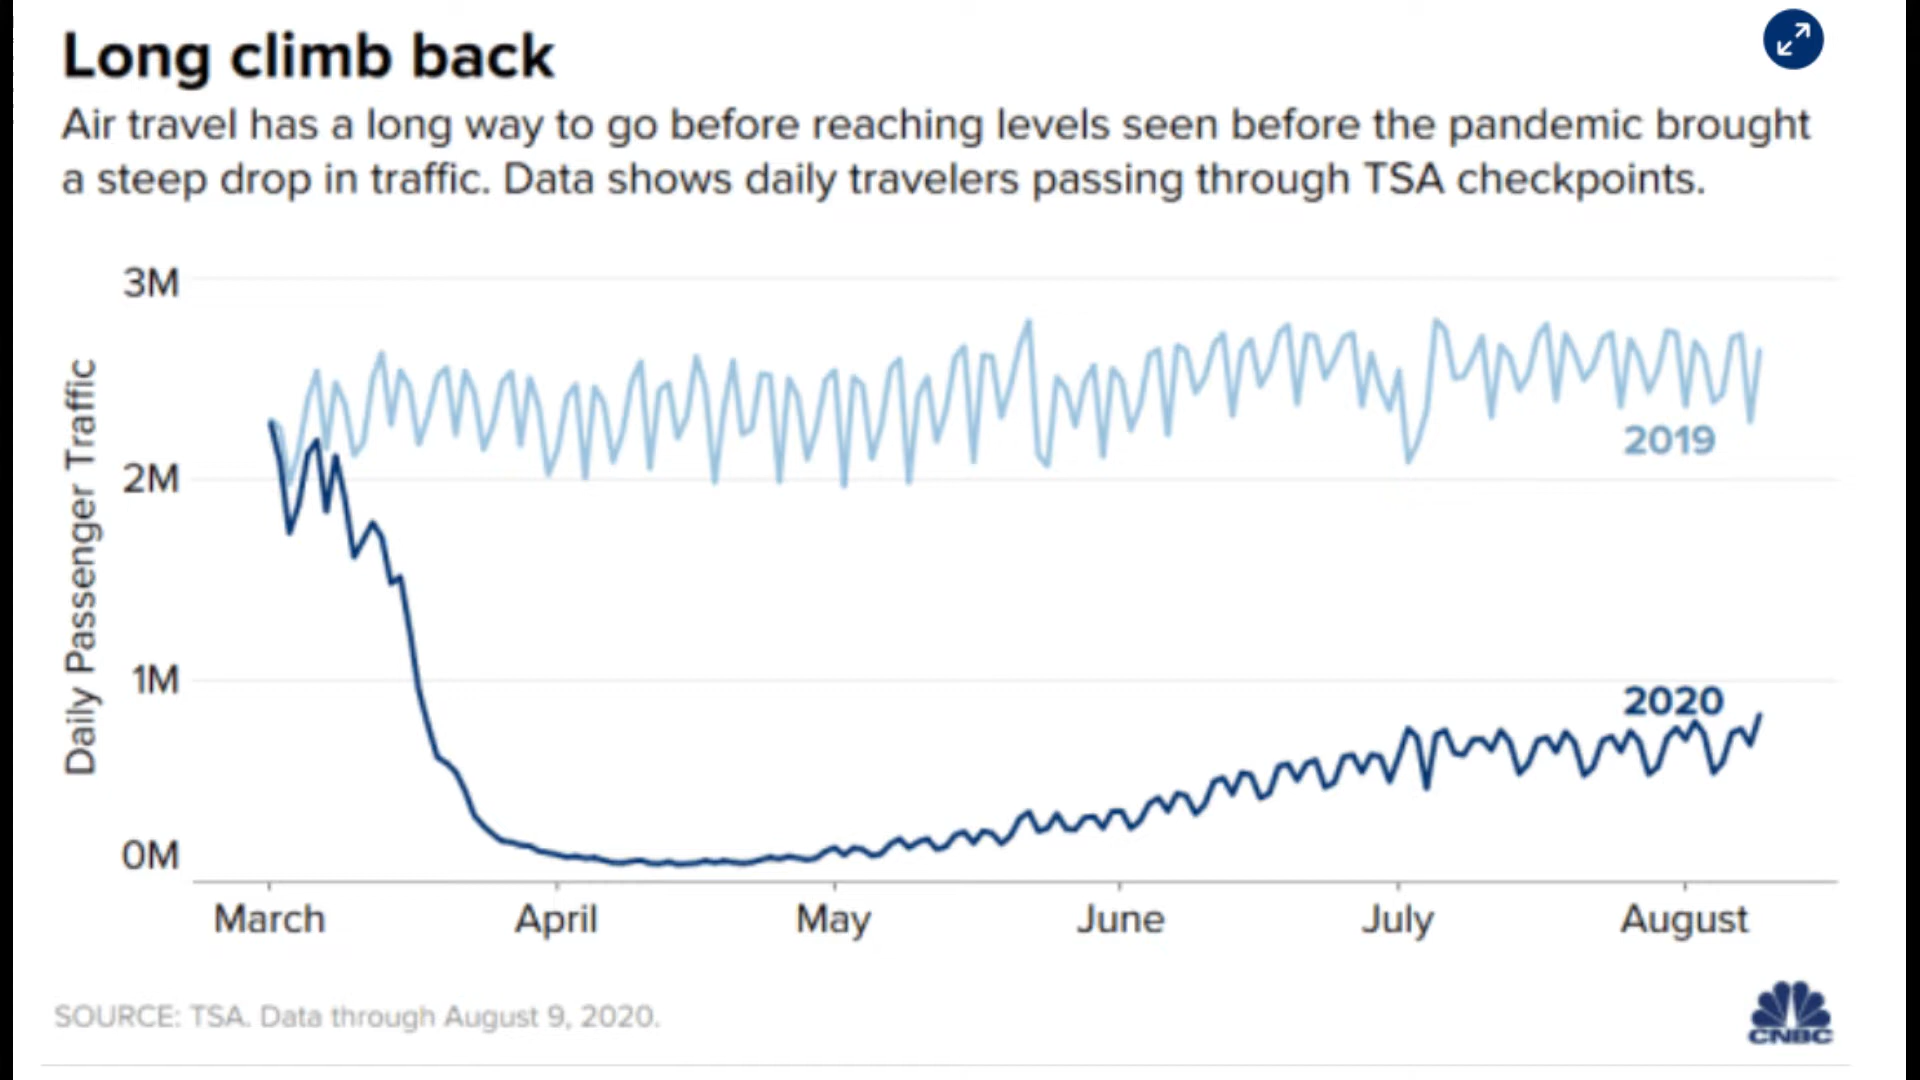 Long climb back
Air travel has a long way to go before reaching levels seen before the pandemic brought
a steep drop in traffic. Data shows daily travelers passing through TSA checkpoints.
Daily Passenger Traffic
3M
2M
1M
0M
2019
2020
March April May June July August
SOURCE: TSA. Data through August 9, 2020.
CNBC